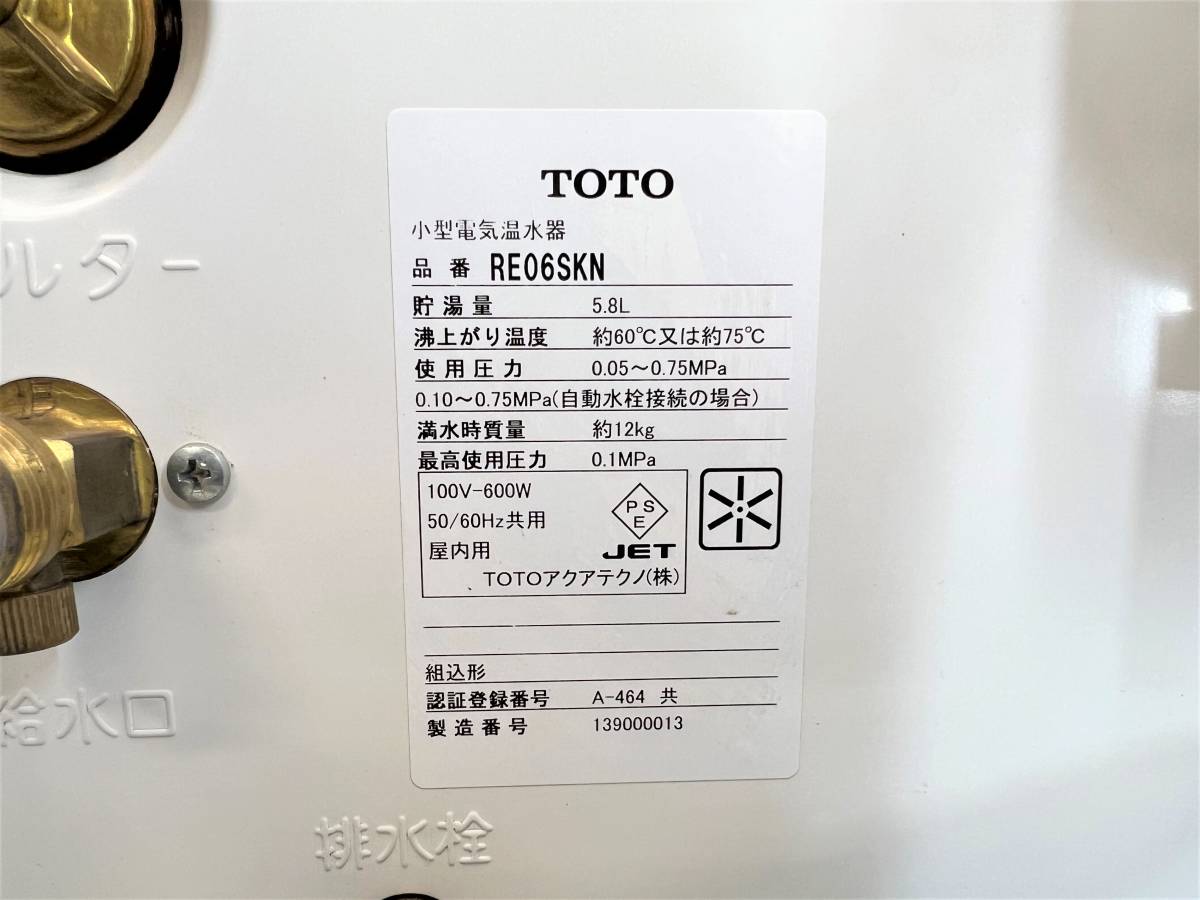 TOTO
小型電気温水器
品番 RE06SKN
貯湯量 5.8L
沸上がり温度 約60℃又は約75℃
使用圧力 0.05～0.75MPa
0.10～0.75MPa(自動水栓接続の場合)
満水時質量 約12kg
最高使用圧力 0.1MPa
100V-600W
50/60Hz共用
屋内用
PS
E
JET
TOTOアクアテクノ(株)
組込形
認証登録番号 A-464 共
製造番号 139000013
ルター
給水口
排水栓